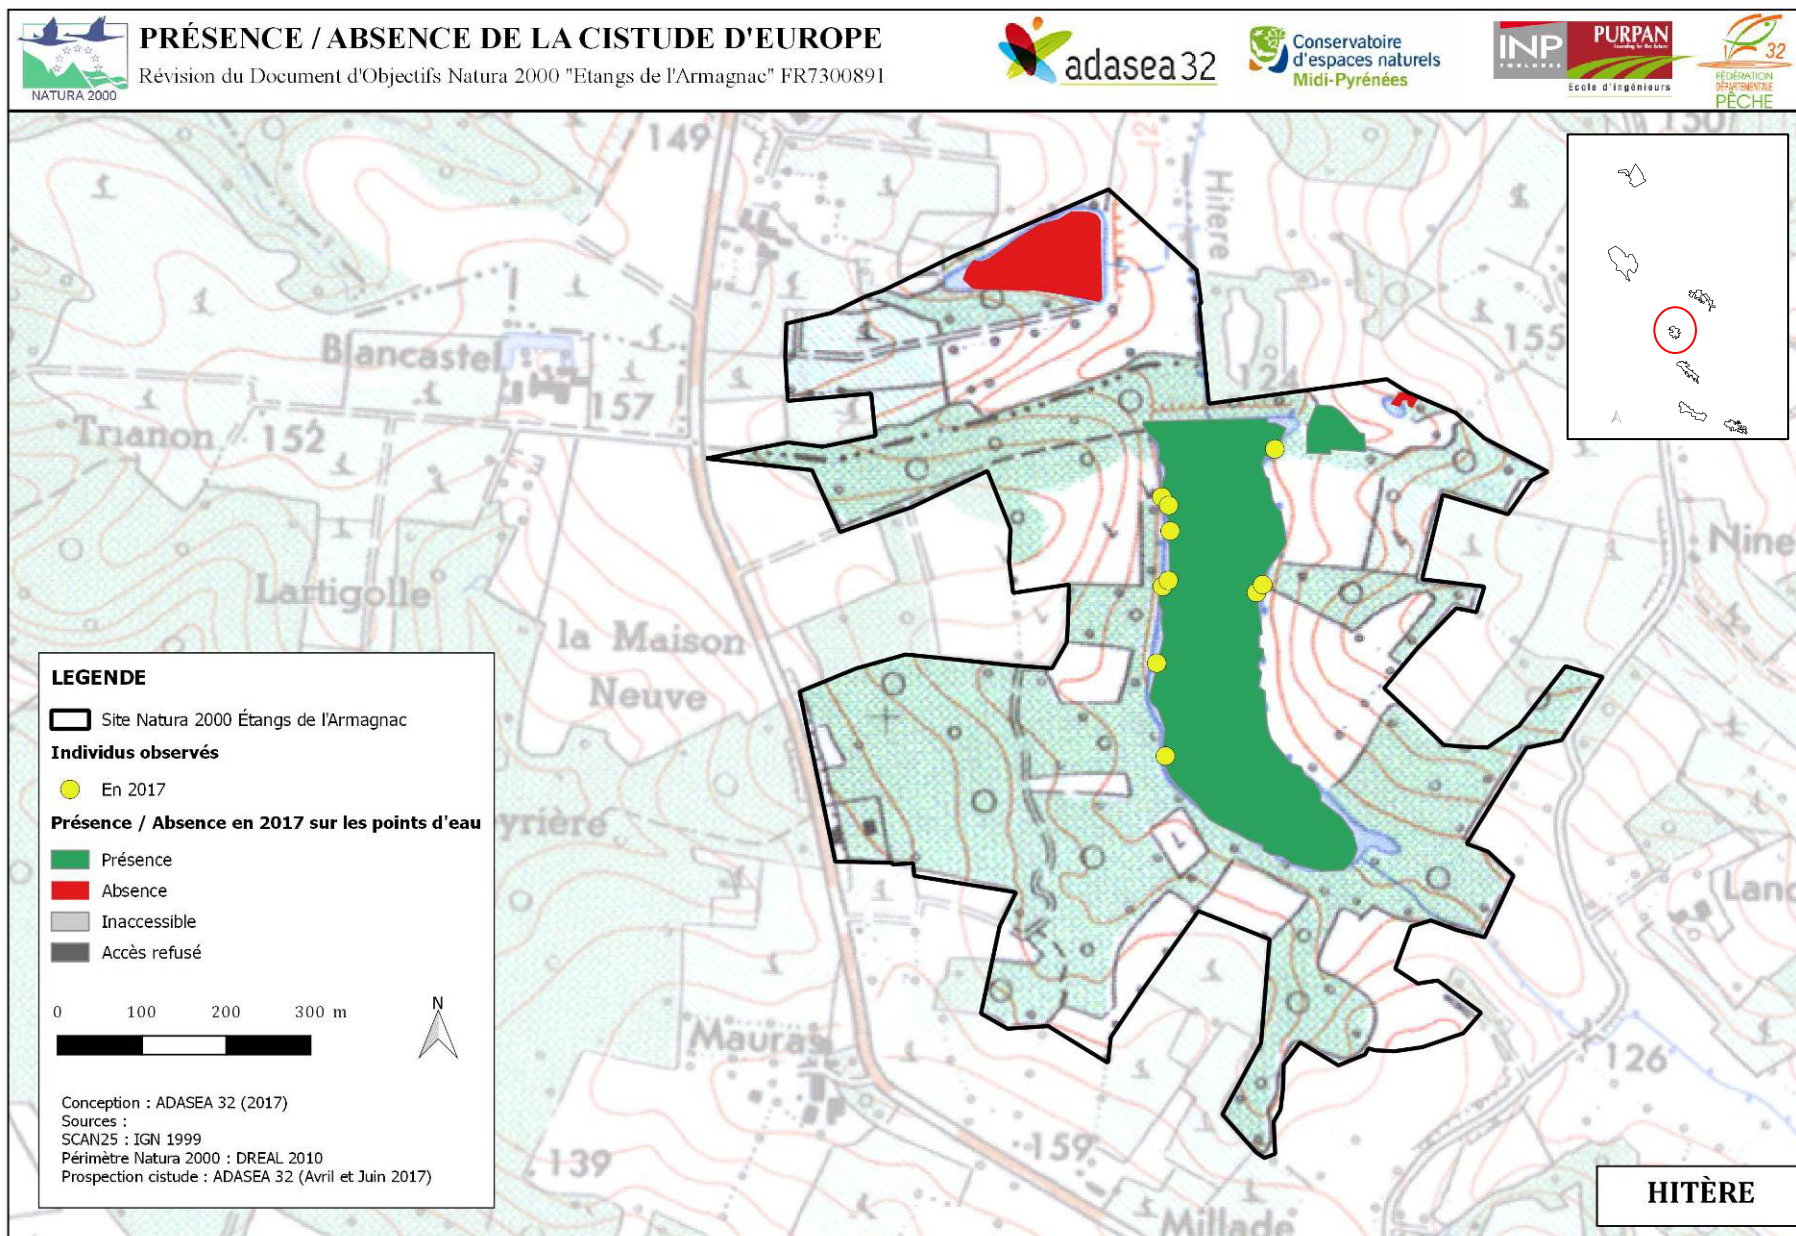 NATURA 2000
PRÉSENCE / ABSENCE DE LA CISTUDE D'EUROPE
Révision du Document d'Objectifs Natura 2000 "Etangs de l'Armagnac" FR7300891
adasea32
Conservatoire
d'espaces naturels
Midi-Pyrénées
INP
TOULOUSE
PURPAN
Ecole d'ingénieurs
32
FÉDÉRATION
DÉPARTEMENTALE
PÊCHE
149
Hitère
155
124
Blancastel
157
Trianon
152
Nine
Lartigolle
la Maison
Neuve
yrière
Land
Mauras
126
159
139
Millade
LEGENDE
Site Natura 2000 Étangs de l'Armagnac
Individus observés
En 2017
Présence / Absence en 2017 sur les points d'eau
Présence
Absence
Inaccessible
Accès refusé
0 100 200 300 m
N
Conception : ADASEA 32 (2017)
Sources :
SCAN25 : IGN 1999
Périmètre Natura 2000 : DREAL 2010
Prospection cistude : ADASEA 32 (Avril et Juin 2017)
HITÈRE